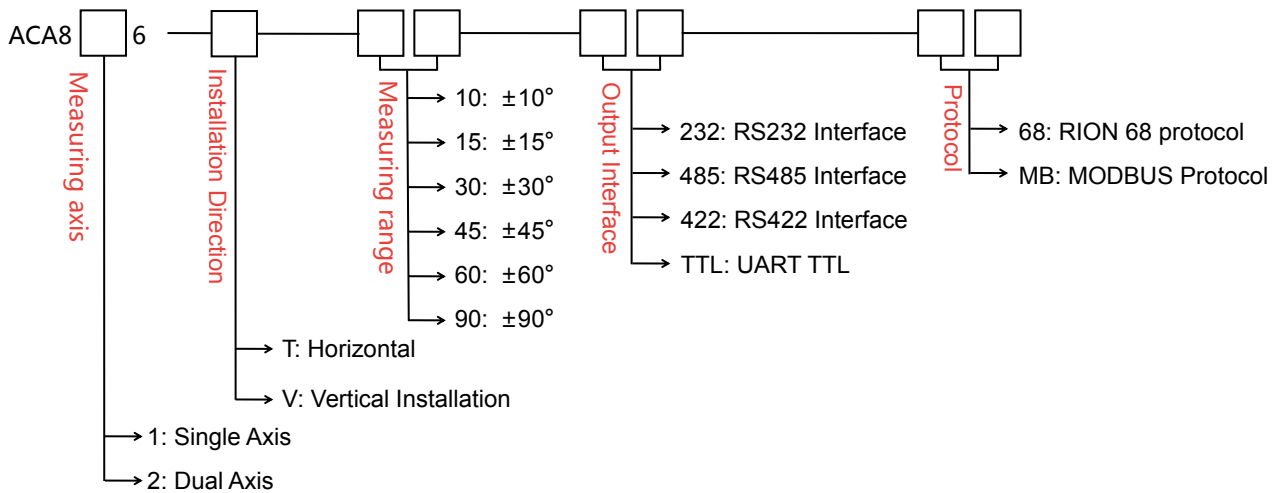 ACA8 6
Measuring axis
Installation Direction
Measuring range
Output Interface
Protocol
10: ±10°
15: ±15°
30: ±30°
45: ±45°
60: ±60°
90: ±90°
232: RS232 Interface
485: RS485 Interface
422: RS422 Interface
TTL: UART TTL
68: RION 68 protocol
MB: MODBUS Protocol
T: Horizontal
V: Vertical Installation
1: Single Axis
2: Dual Axis